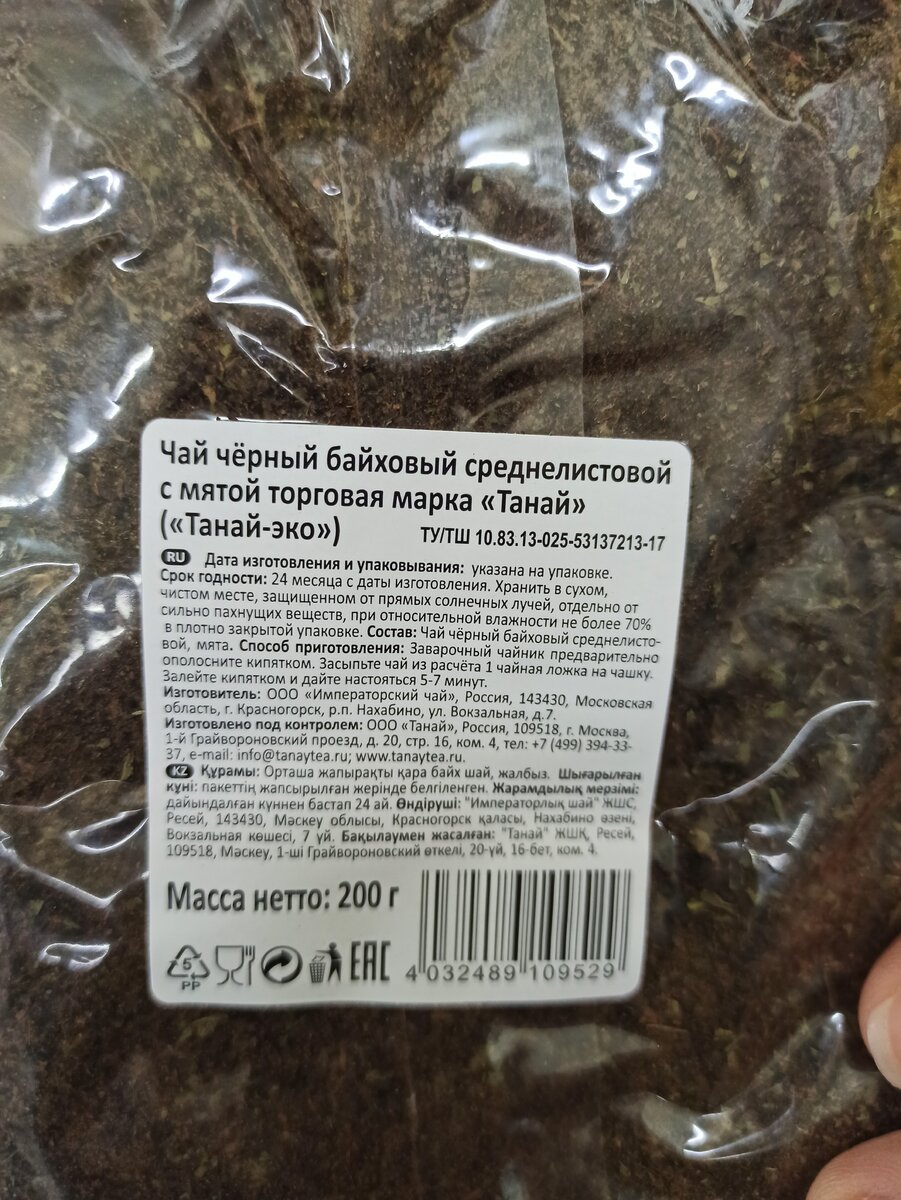 Чай чёрный байховый среднелистовой
с мятой торговая марка «Танай»
(«Танай-эко») ТУ/ТШ 10.83.13-025-53137213-17
RU Дата изготовления и упаковывания: указана на упаковке.
Срок годности: 24 месяца с даты изготовления. Хранить в сухом,
чистом месте, защищенном от прямых солнечных лучей, отдельно от
сильно пахнущих веществ, при относительной влажности не более 70%
в плотно закрытой упаковке. Состав: Чай чёрный байховый среднелисто-
вой, мята. Способ приготовления: Заварочный чайник предварительно
ополосните кипятком. Засыпьте чай из расчёта 1 чайная ложка на чашку.
Залейте кипятком и дайте настояться 5-7 минут.
Изготовитель: ООО «Императорский чай», Россия, 143430, Московская
область, г. Красногорск, р.п. Нахабино, ул. Вокзальная, д.7.
Изготовлено под контролем: ООО «Танай», Россия, 109518, г. Москва,
1-й Грайвороновский проезд, д. 20, стр. 16, ком. 4, тел: +7 (499) 394-33-
37, e-mail: info@tanaytea.ru; www.tanaytea.ru.
KZ Құрамы: Орташа жапырақты қара байх шай, жалбыз. Шығарылған
күні: пакеттің жапсырылған жерінде белгіленген. Жарамдылық мерзімі:
дайындалған күннен бастап 24 ай. Өндіруші: "Императорлық шай" ЖШС,
Ресей, 143430, Мәскеу облысы, Красногорск қаласы, Нахабино өзені,
Вокзальная көшесі, 7 үй. Бақылаумен жасалған: "Танай" ЖШҚ, Ресей,
109518, Мәскеу, 1-ші Грайвороновский өткелі, 20-үй, 16-бет, ком. 4.
Масса нетто: 200 г
5
PP
EAC
4 032489 109529